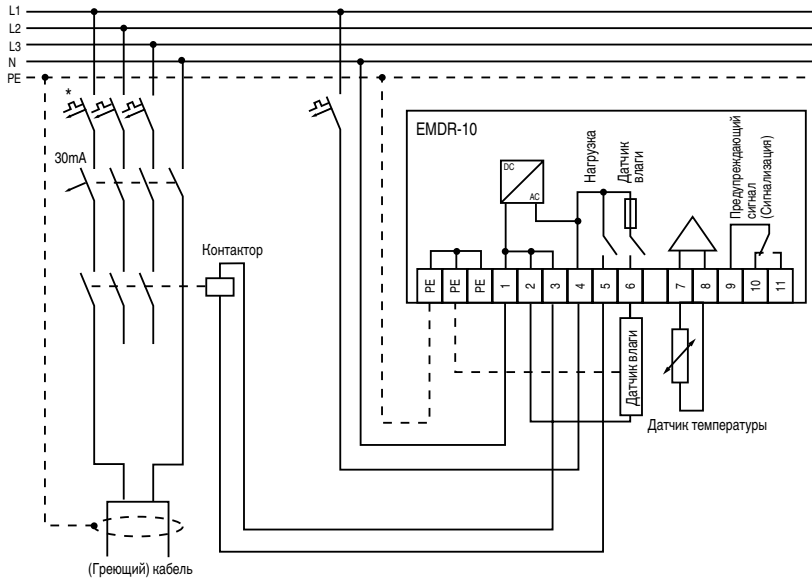 L1
L2
L3
N
PE
*
30mA
EMDR-10
DC
AC
Нагрузка
Датчик
влаги
Предупреждающий
сигнал
(Сигнализация)
Контактор
PE
PE
PE
1
2
3
4
5
6
7
8
9
10
11
Датчик влаги
Датчик температуры
(Греющий) кабель